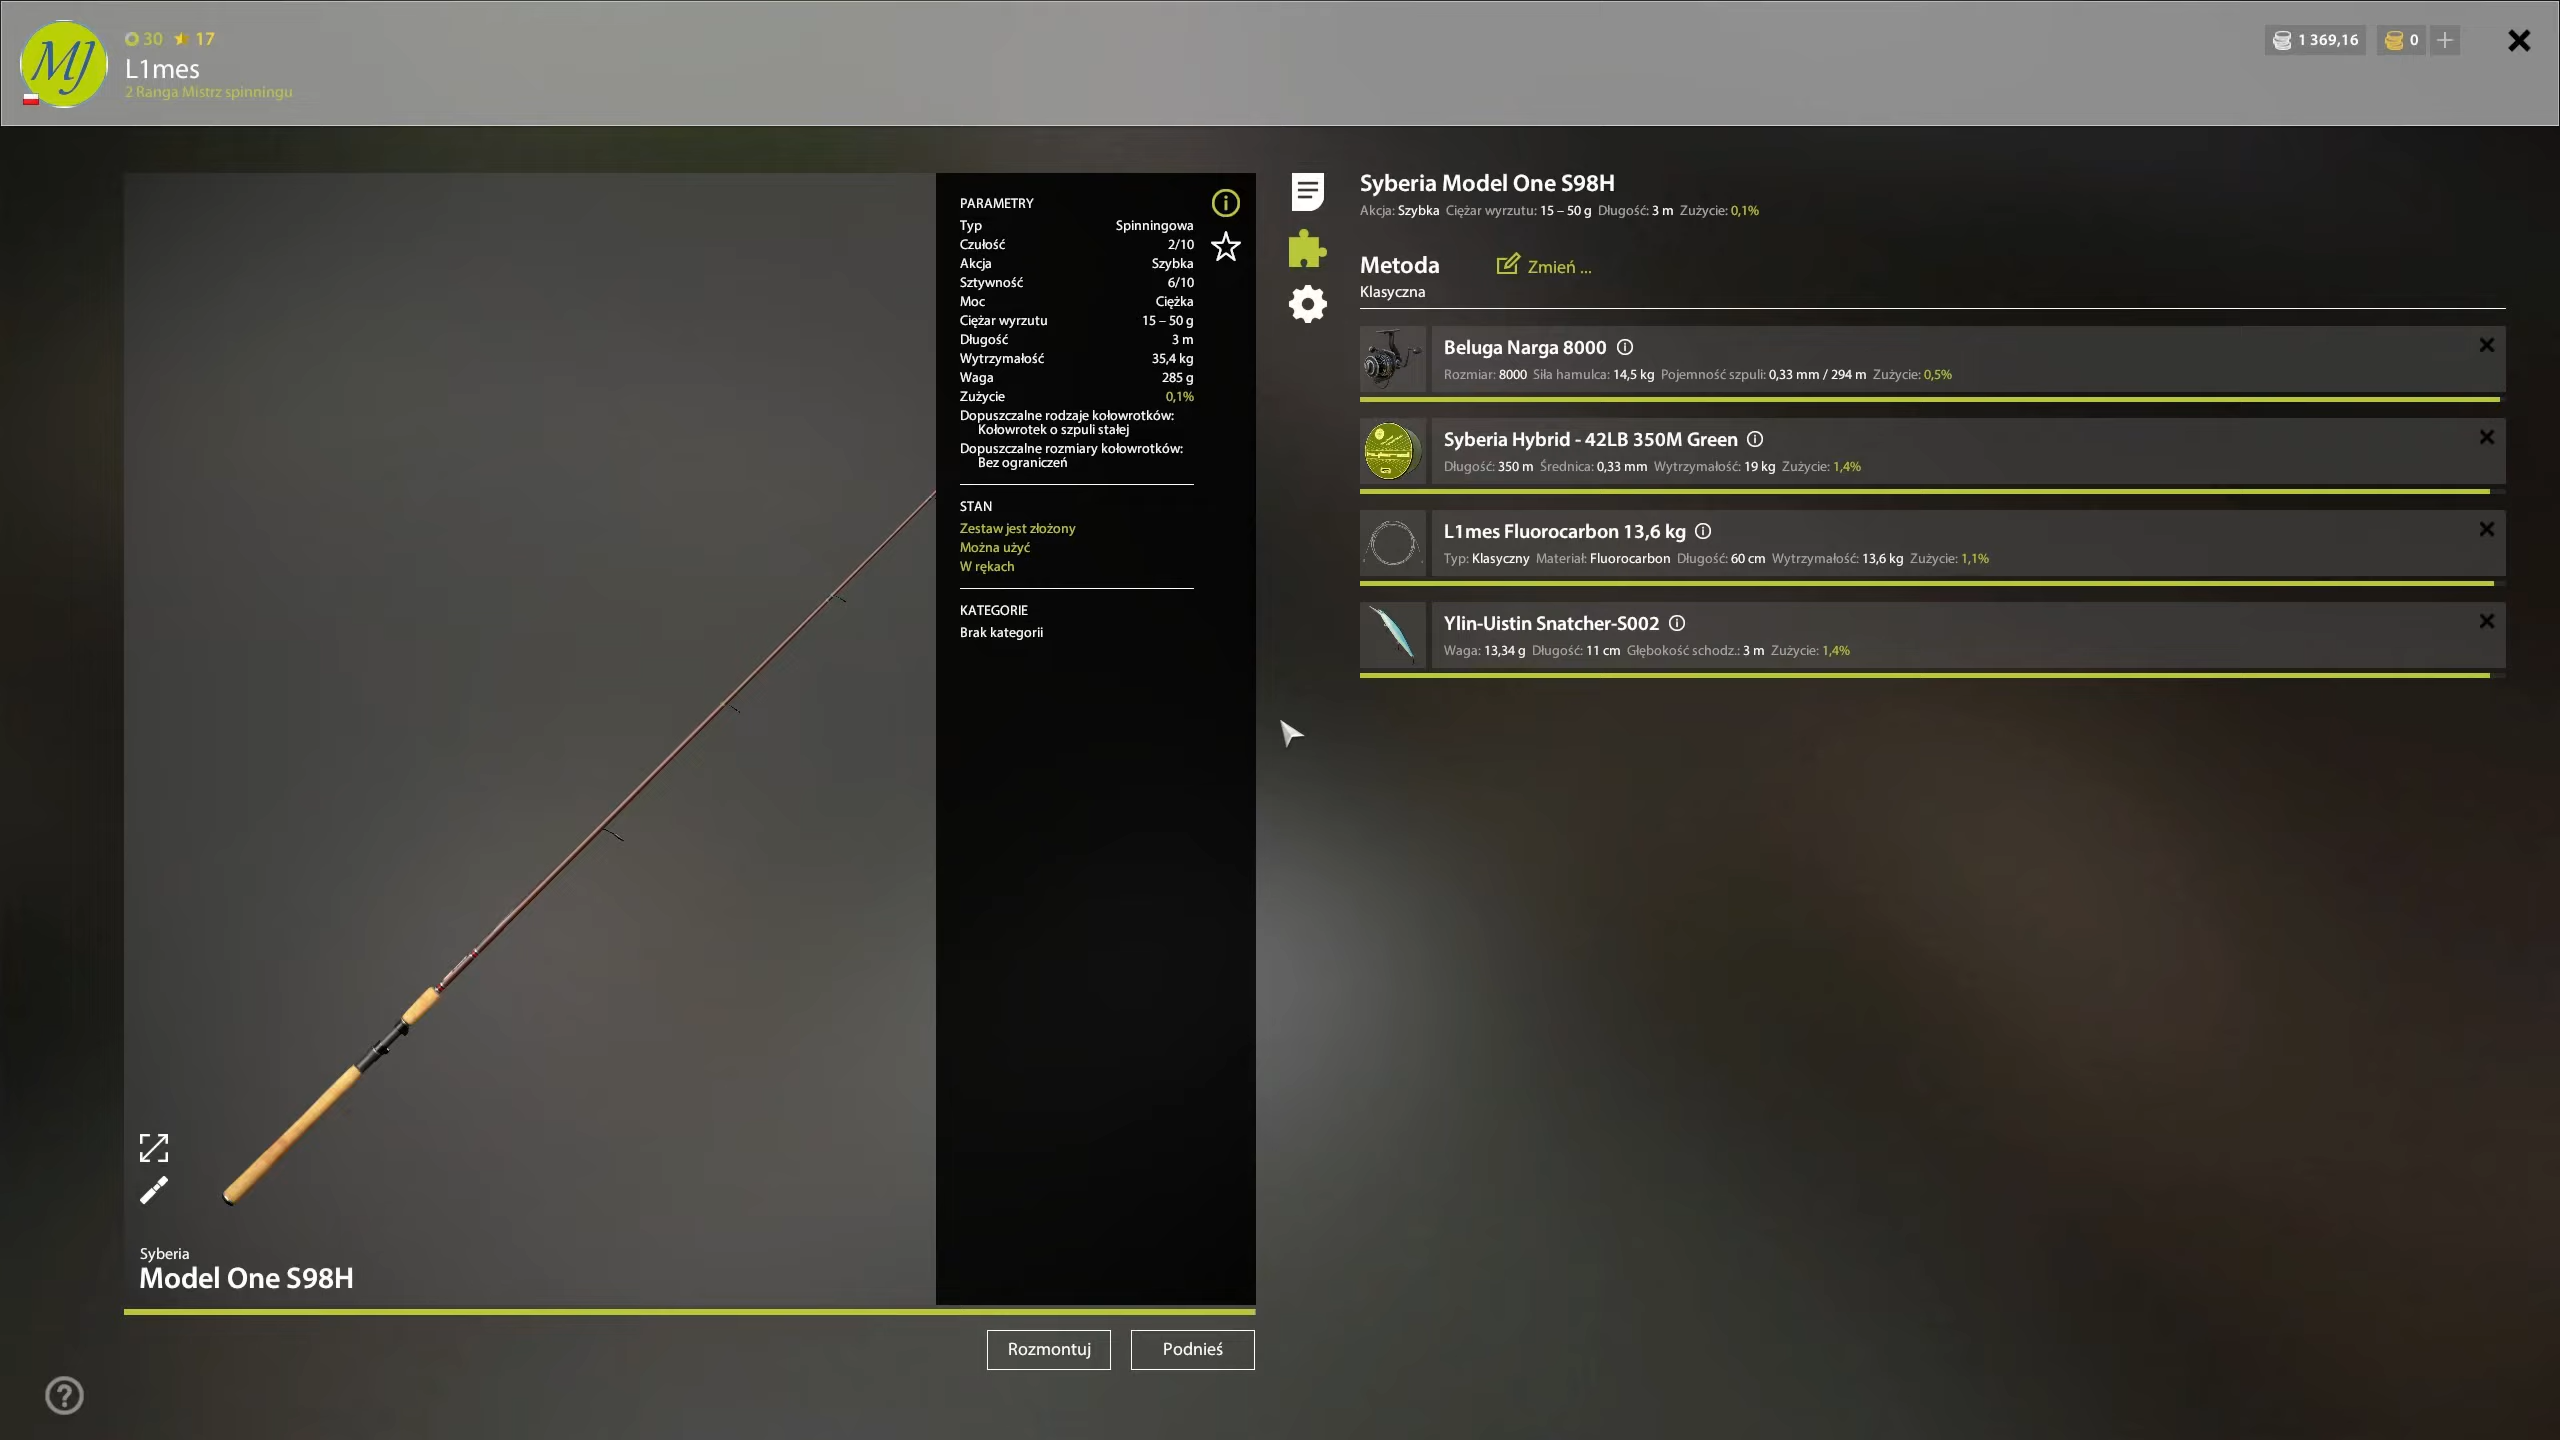 MJ
30 17
L1mes
2 Ranga Mistrz spinningu
1 369,16
0
PARAMETRY
Typ Spinningowa
Czułość 2/10
Akcja Szybka
Sztywność 6/10
Moc Ciężka
Ciężar wyrzutu 15 – 50 g
Długość 3 m
Wytrzymałość 35,4 kg
Waga 285 g
Zużycie 0,1%
Dopuszczalne rodzaje kołowrotków:
Kołowrotek o szpuli stałej
Dopuszczalne rozmiary kołowrotków:
Bez ograniczeń
STAN
Zestaw jest złożony
Można użyć
W rękach
KATEGORIE
Brak kategorii
Syberia
Model One S98H
Rozmontuj
Podnieś
Syberia Model One S98H
Akcja: Szybka Ciężar wyrzutu: 15 – 50 g Długość: 3 m Zużycie: 0,1%
Metoda Zmień ...
Klasyczna
Beluga Narga 8000
Rozmiar: 8000 Siła hamulca: 14,5 kg Pojemność szpuli: 0,33 mm / 294 m Zużycie: 0,5%
Syberia Hybrid - 42LB 350M Green
Długość: 350 m Średnica: 0,33 mm Wytrzymałość: 19 kg Zużycie: 1,4%
L1mes Fluorocarbon 13,6 kg
Typ: Klasyczny Materiał: Fluorocarbon Długość: 60 cm Wytrzymałość: 13,6 kg Zużycie: 1,1%
Ylin-Uistin Snatcher-S002
Waga: 13,34 g Długość: 11 cm Głębokość schodz.: 3 m Zużycie: 1,4%